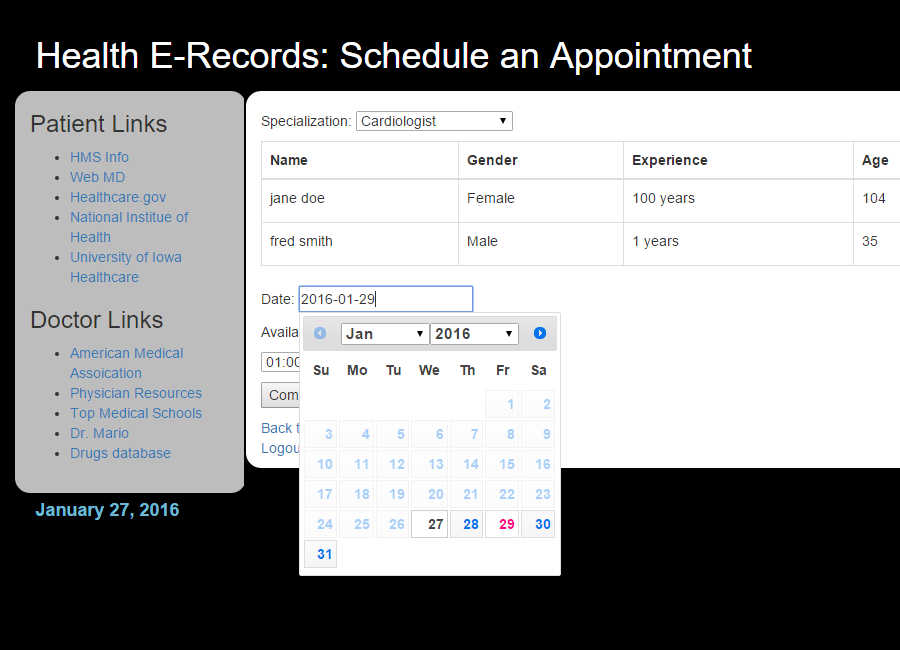 Health E-Records: Schedule an Appointment
Patient Links
HMS Info
Web MD
Healthcare.gov
National Institue of
Health
University of Iowa
Healthcare
Doctor Links
American Medical
Assoication
Physician Resources
Top Medical Schools
Dr. Mario
Drugs database
January 27, 2016
Specialization: Cardiologist
Name Gender Experience Age
jane doe Female 100 years 104
fred smith Male 1 years 35
Date: 2016-01-29
Availa
01:00
Com
Back t
Logou
Jan 2016
Su Mo Tu We Th Fr Sa
1 2
3 4 5 6 7 8 9
10 11 12 13 14 15 16
17 18 19 20 21 22 23
24 25 26 27 28 29 30
31